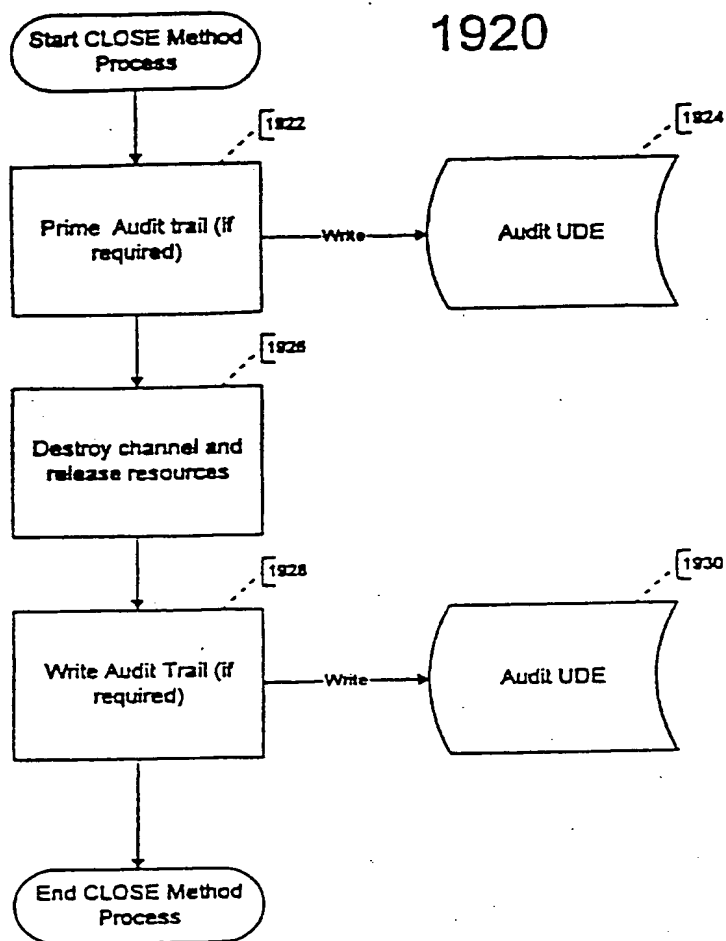 1920
Start CLOSE Method
Process
1922
1924
Prime Audit trail (if
required)
Write
Audit UDE
1926
Destroy channel and
release resources
1928
1930
Write Audit Trail (if
required)
Write
Audit UDE
End CLOSE Method
Process